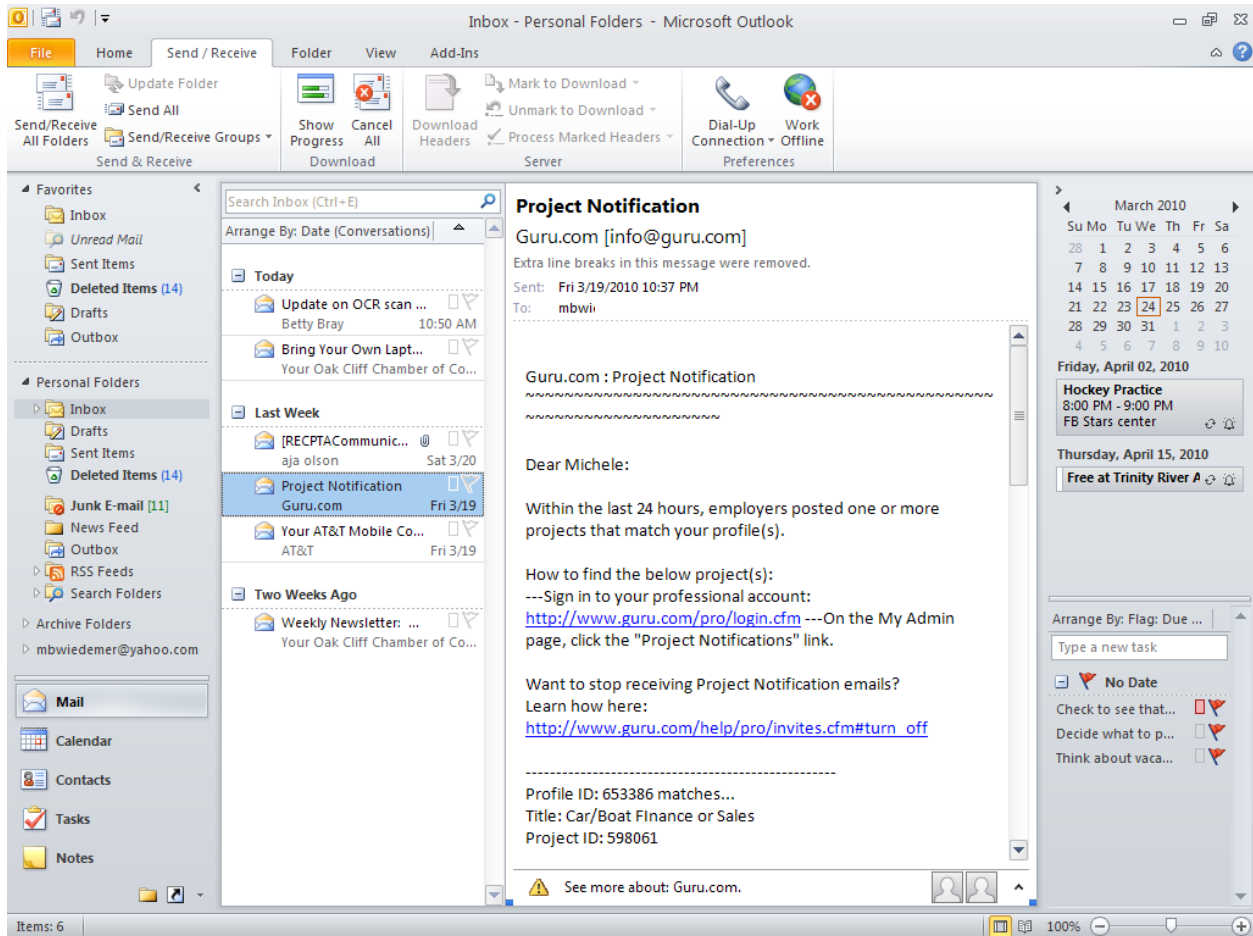 Inbox - Personal Folders - Microsoft Outlook
File Home Send / Receive Folder View Add-Ins
Send/Receive
All Folders
Update Folder
Send All
Send/Receive Groups
Send & Receive
Show
Progress
Cancel
All
Download
Download
Headers
Mark to Download
Unmark to Download
Process Marked Headers
Server
Dial-Up
Connection
Work
Offline
Preferences
Favorites
Inbox
Unread Mail
Sent Items
Deleted Items (14)
Drafts
Outbox
Personal Folders
Inbox
Drafts
Sent Items
Deleted Items (14)
Junk E-mail [11]
News Feed
Outbox
RSS Feeds
Search Folders
Archive Folders
mbwiedemer@yahoo.com
Mail
Calendar
Contacts
Tasks
Notes
Search Inbox (Ctrl+E)
Arrange By: Date (Conversations)
Today
Update on OCR scan ...
Betty Bray 10:50 AM
Bring Your Own Lapt...
Your Oak Cliff Chamber of Co...
Last Week
[RECPTACommunic...
aja olson Sat 3/20
Project Notification
Guru.com Fri 3/19
Your AT&T Mobile Co...
AT&T Fri 3/19
Two Weeks Ago
Weekly Newsletter: ...
Your Oak Cliff Chamber of Co...
Project Notification
Guru.com [info@guru.com]
Extra line breaks in this message were removed.
Sent: Fri 3/19/2010 10:37 PM
To: mbwi
Guru.com : Project Notification
~~~~~~~~~~~~~~~~~~~~~~~~~~~~~~~~~~~~~~~~~~~~~~~~
~~~~~~~~~~~~~~~~~~~~
Dear Michele:
Within the last 24 hours, employers posted one or more
projects that match your profile(s).
How to find the below project(s):
---Sign in to your professional account:
http://www.guru.com/pro/login.cfm ---On the My Admin
page, click the "Project Notifications" link.
Want to stop receiving Project Notification emails?
Learn how here:
http://www.guru.com/help/pro/invites.cfm#turn_off
---------------------------------------------------
Profile ID: 653386 matches...
Title: Car/Boat FInance or Sales
Project ID: 598061
See more about: Guru.com.
March 2010
Su Mo Tu We Th Fr Sa
28 1 2 3 4 5 6
7 8 9 10 11 12 13
14 15 16 17 18 19 20
21 22 23 24 25 26 27
28 29 30 31 1 2 3
4 5 6 7 8 9 10
Friday, April 02, 2010
Hockey Practice
8:00 PM - 9:00 PM
FB Stars center
Thursday, April 15, 2010
Free at Trinity River A
Arrange By: Flag: Due ...
Type a new task
No Date
Check to see that...
Decide what to p...
Think about vaca...
Items: 6
100%